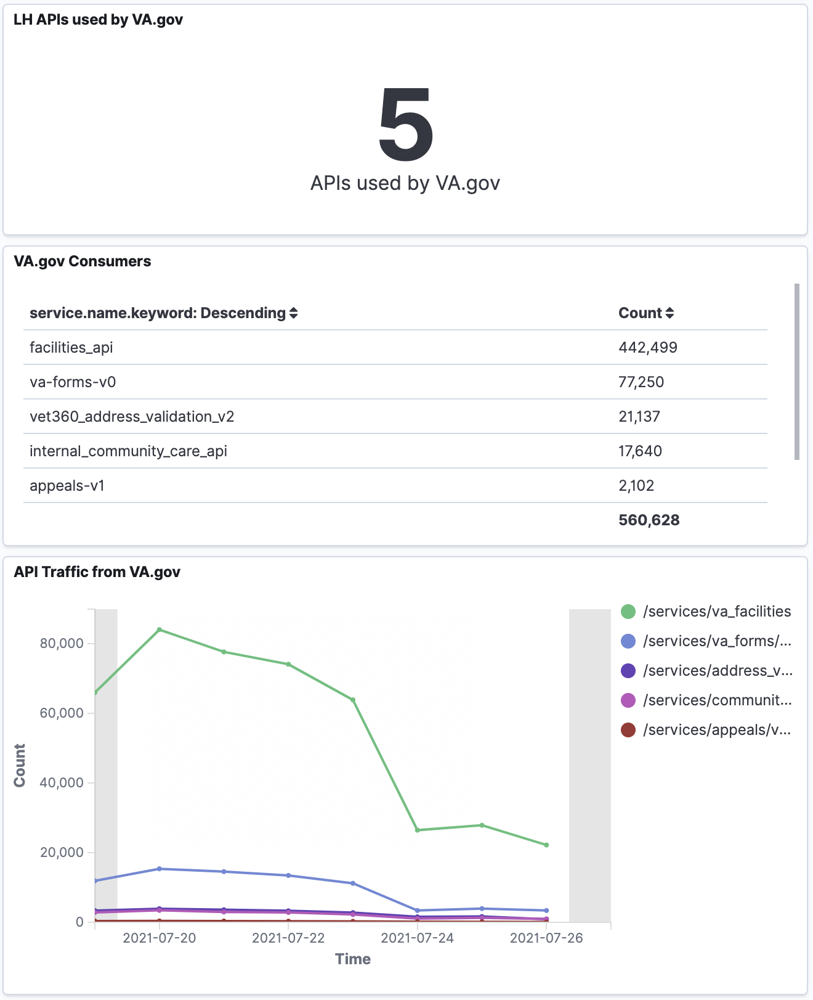 LH APIs used by VA.gov
5
APIs used by VA.gov
VA.gov Consumers
service.name.keyword: Descending Count
facilities_api 442,499
va-forms-v0 77,250
vet360_address_validation_v2 21,137
internal_community_care_api 17,640
appeals-v1 2,102
560,628
API Traffic from VA.gov
80,000
60,000
40,000
20,000
0
Count
2021-07-20 2021-07-22 2021-07-24 2021-07-26
Time
/services/va_facilities
/services/va_forms/...
/services/address_v...
/services/communit...
/services/appeals/v...